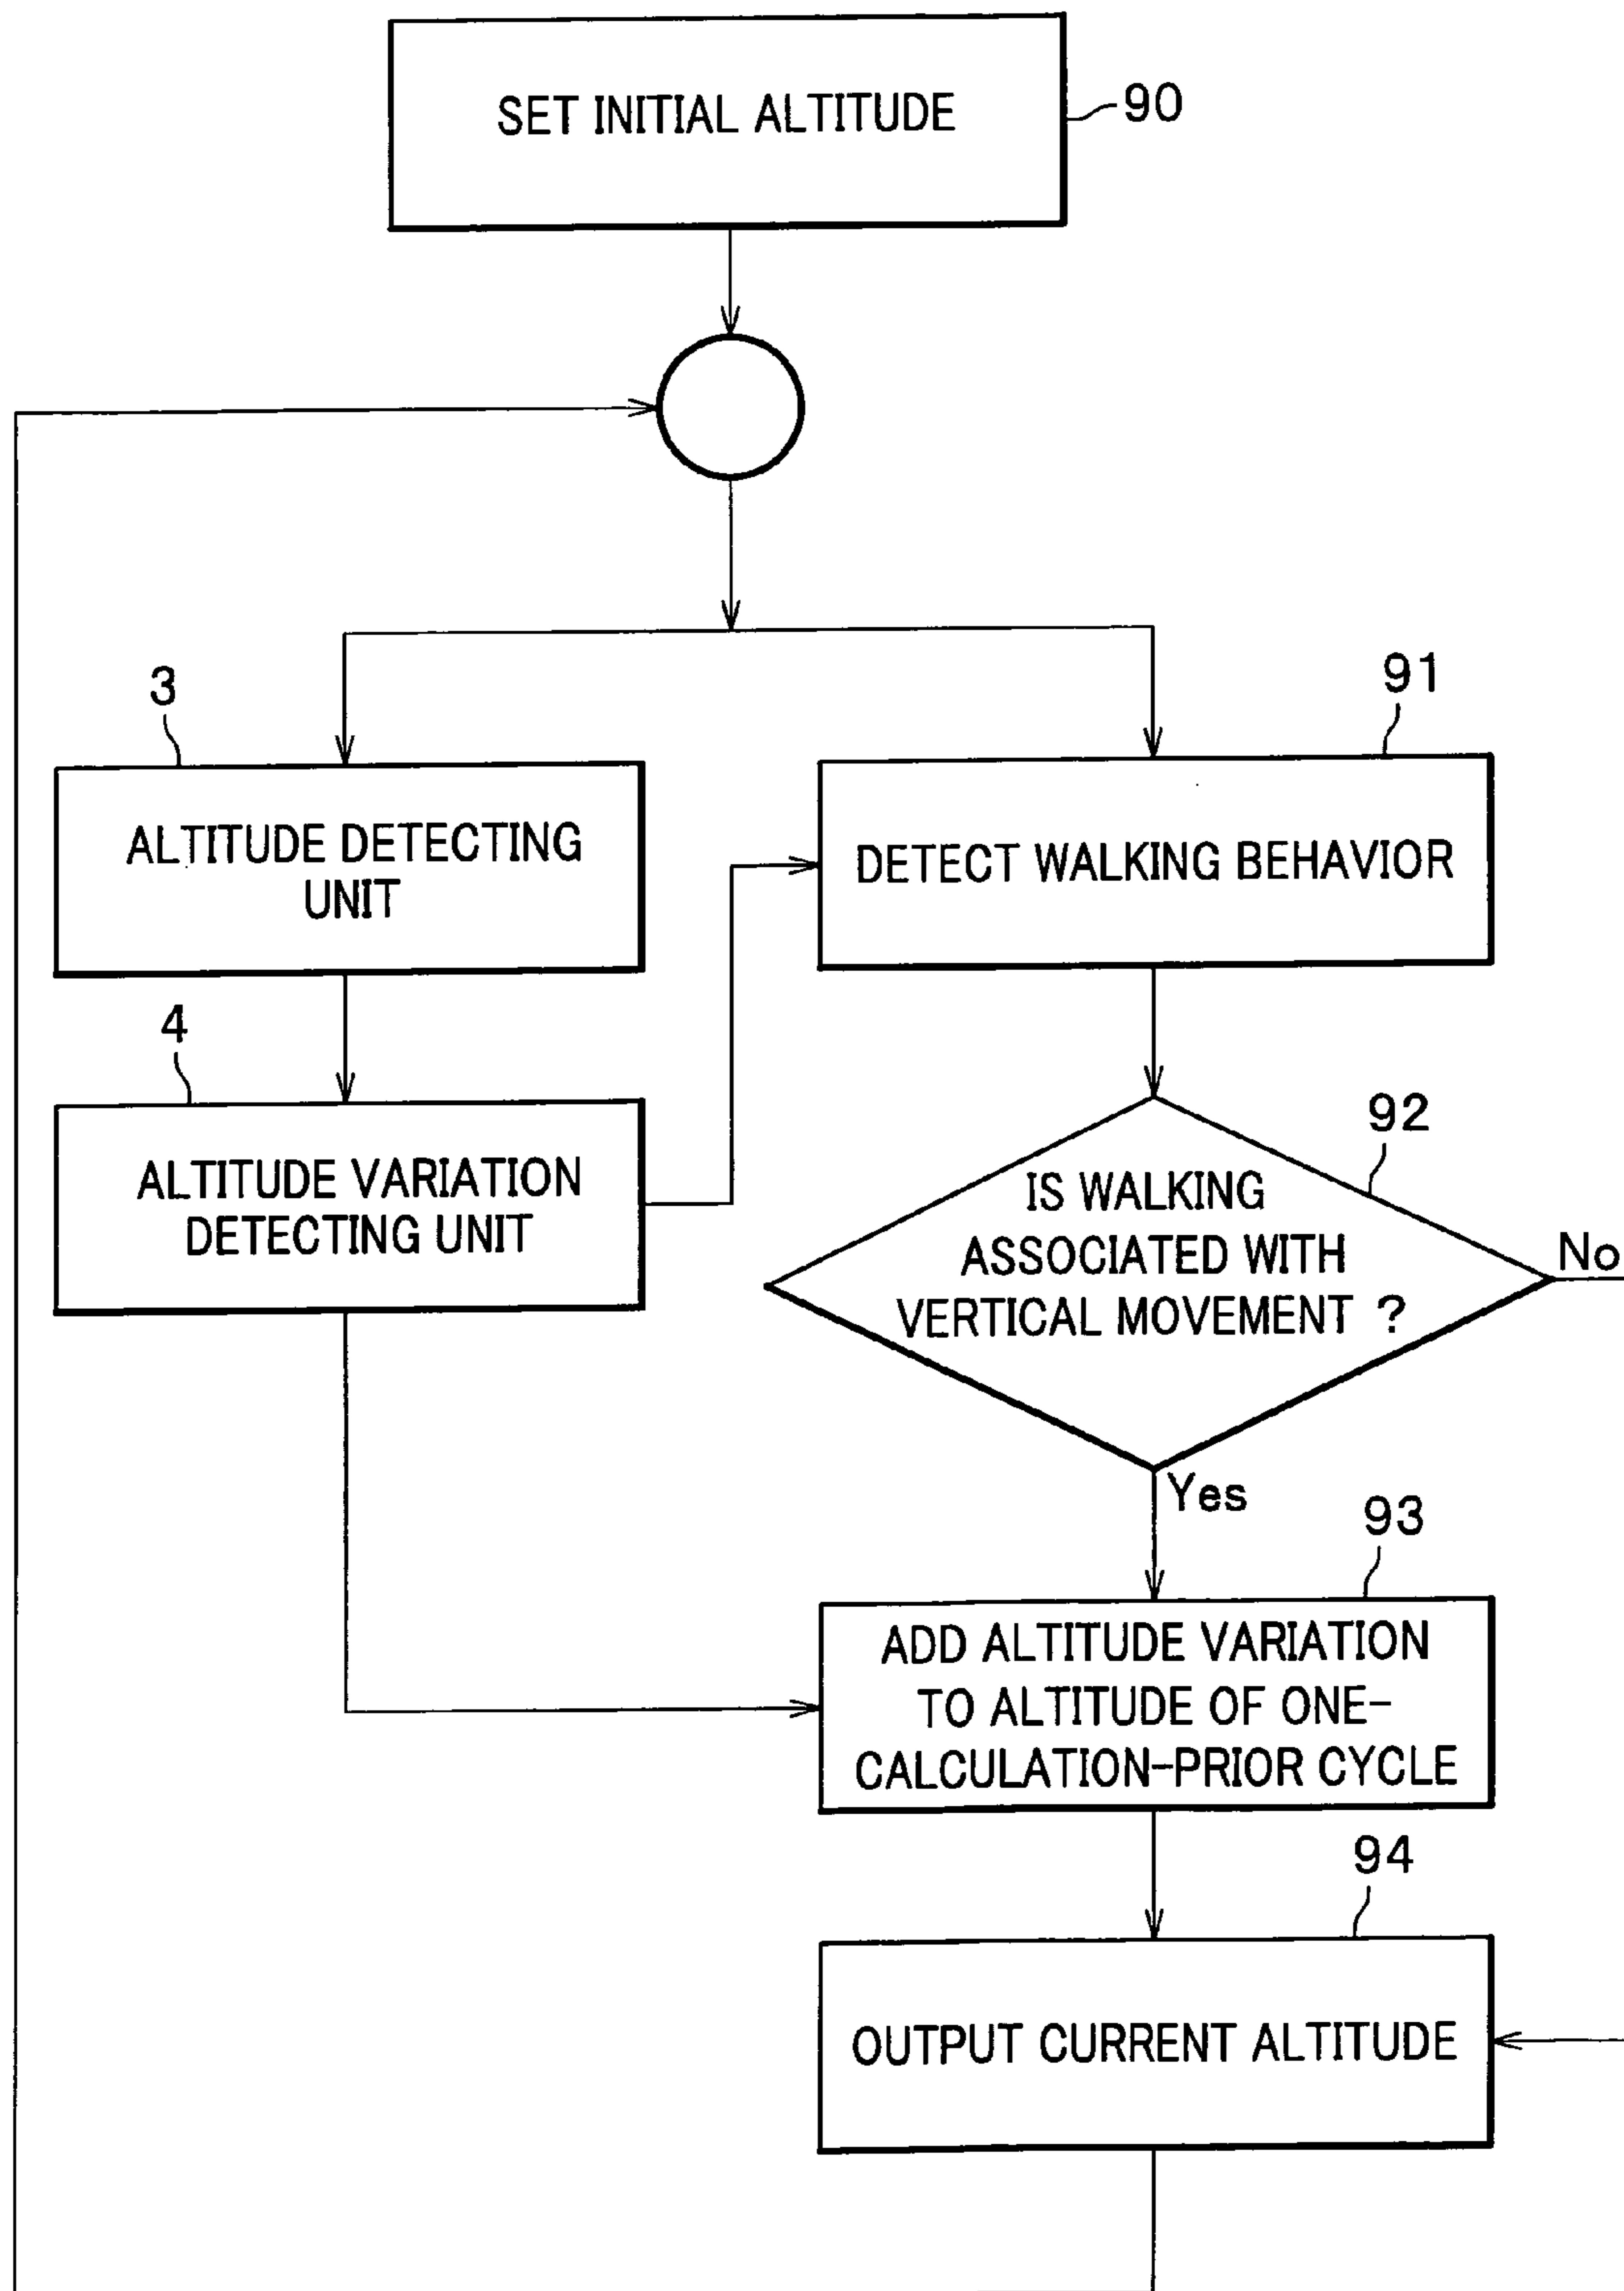 SET INITIAL ALTITUDE
90
3
91
ALTITUDE DETECTING
UNIT
DETECT WALKING BEHAVIOR
4
92
ALTITUDE VARIATION
DETECTING UNIT
IS WALKING
ASSOCIATED WITH
VERTICAL MOVEMENT ?
No
Yes
93
ADD ALTITUDE VARIATION
TO ALTITUDE OF ONE-
CALCULATION-PRIOR CYCLE
94
OUTPUT CURRENT ALTITUDE